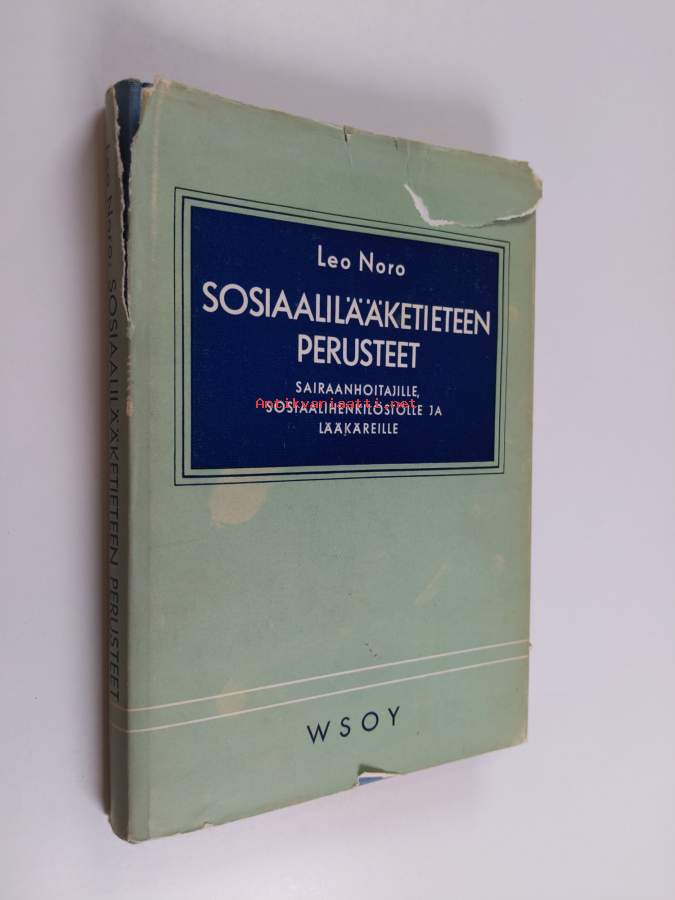 Leo Noro
SOSIAALILÄÄKETIETEEN
PERUSTEET
SAIRAANHOITAJILLE,
SOSIAALIHENKILÖSTÖLLE JA
LÄÄKÄREILLE
Antikvariaatti.net
WSOY
Leo Noro, SOSIAALILÄÄKETIETEEN PERUSTEET